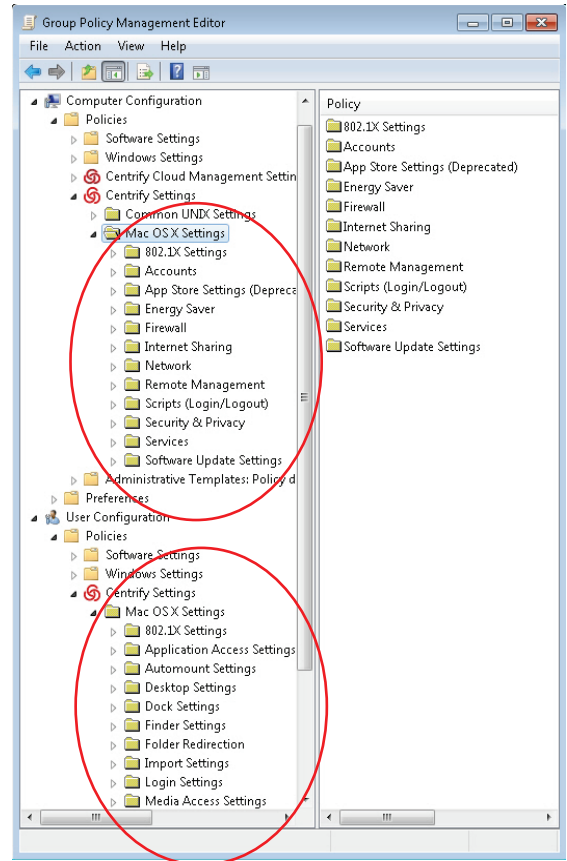 Group Policy Management Editor
File Action View Help
Computer Configuration
Policies
Software Settings
Windows Settings
Centrify Cloud Management Settin
Centrify Settings
Common UNIX Settings
Mac OS X Settings
802.1X Settings
Accounts
App Store Settings (Depreca
Energy Saver
Firewall
Internet Sharing
Network
Remote Management
Scripts (Login/Logout)
Security & Privacy
Services
Software Update Settings
Administrative Templates: Policy d
Preferences
User Configuration
Policies
Software Settings
Windows Settings
Centrify Settings
Mac OS X Settings
802.1X Settings
Application Access Settings
Automount Settings
Desktop Settings
Dock Settings
Finder Settings
Folder Redirection
Import Settings
Login Settings
Media Access Settings
Policy
802.1X Settings
Accounts
App Store Settings (Deprecated)
Energy Saver
Firewall
Internet Sharing
Network
Remote Management
Scripts (Login/Logout)
Security & Privacy
Services
Software Update Settings